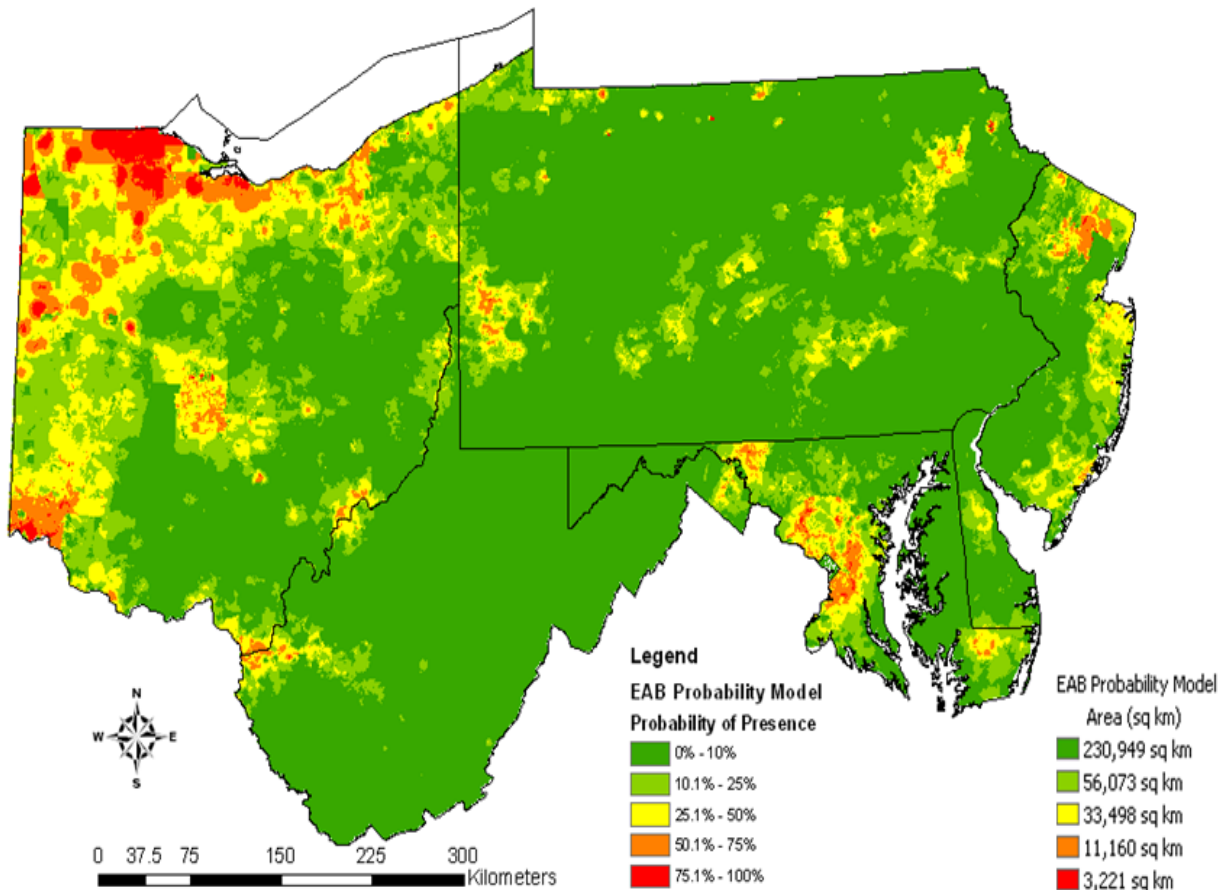 N
W E
S
0 37.5 75 150 225 300
Kilometers
Legend
EAB Probability Model
Probability of Presence
0% - 10%
10.1% - 25%
25.1% - 50%
50.1% - 75%
75.1% - 100%
EAB Probability Model
Area (sq km)
230,949 sq km
56,073 sq km
33,498 sq km
11,160 sq km
3,221 sq km